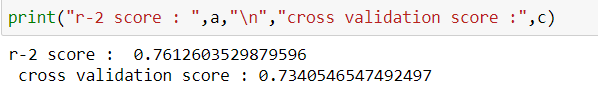 print("r-2 score : ",a,"\n","cross validation score :",c)
r-2 score :  0.7612603529879596
 cross validation score : 0.7340546547492497